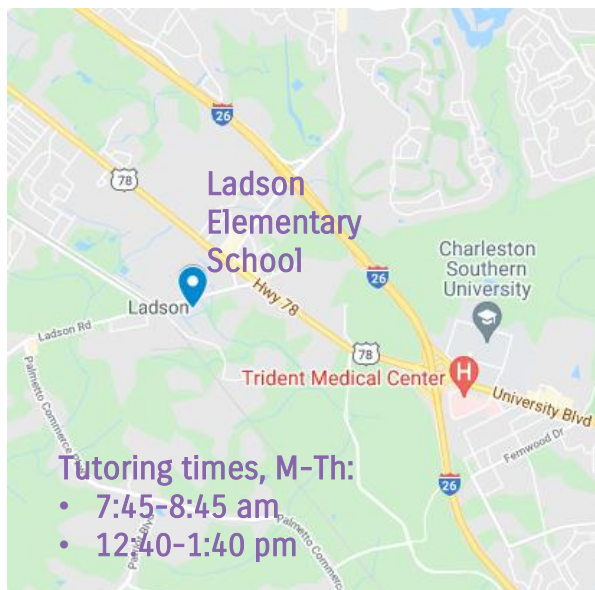 26
78
Ladson
Elementary
School
Charleston
Southern
University
26
Ladson
Hwy 78
Ladson Rd
78
Trident Medical Center
H
University Blvd
Palmetto Commerce Pkwy
Fernwood Dr
Tutoring times, M-Th:
26
• 7:45-8:45 am
Palmetto Commerce
• 12:40-1:40 pm